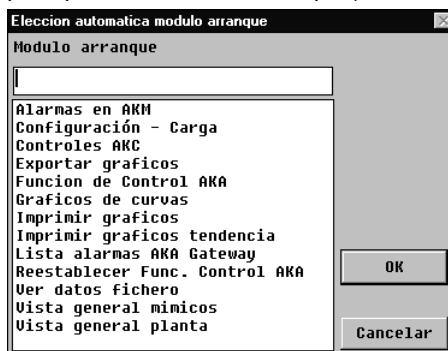 Eleccion automatica modulo arranque
Modulo arranque
Alarmas en AKM
Configuración - Carga
Controles AKC
Exportar graficos
Funcion de Control AKA
Graficos de curvas
Imprimir graficos
Imprimir graficos tendencia
Lista alarmas AKA Gateway
Reestablecer Func. Control AKA
Ver datos fichero
Vista general mimicos
Vista general planta
OK
Cancelar